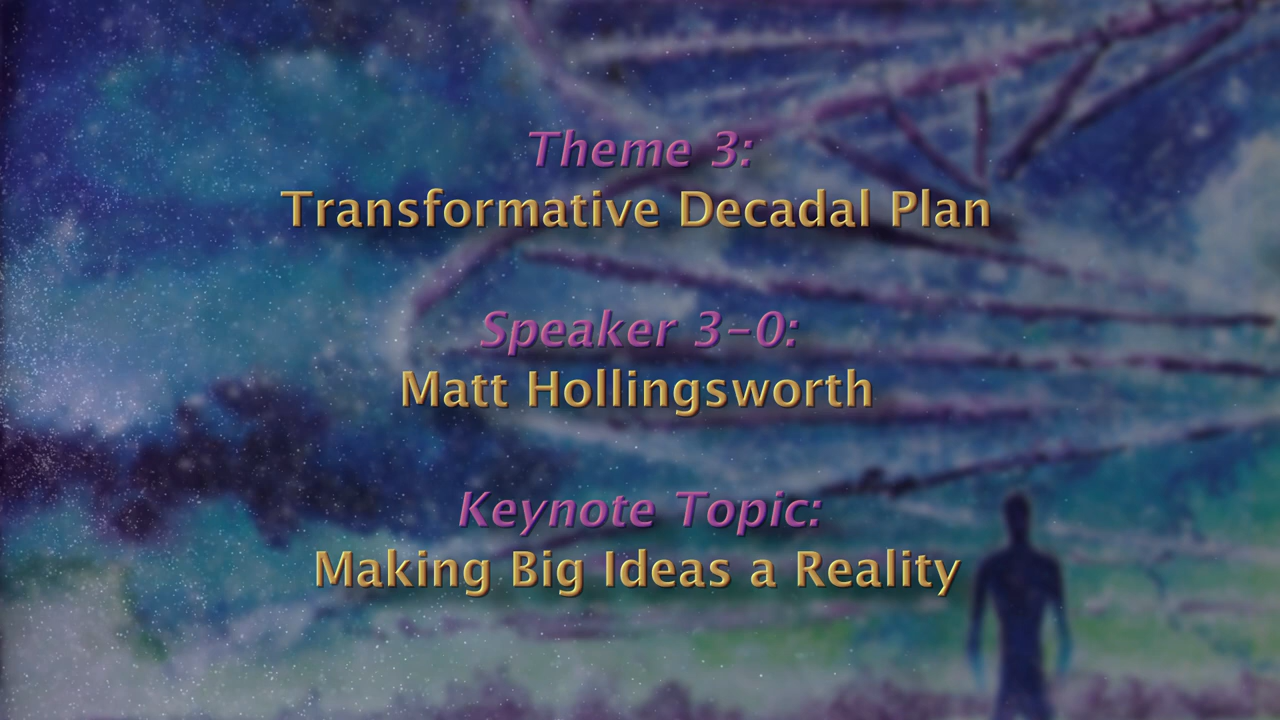 Theme 3:
Transformative Decadal Plan
Speaker 3-0:
Matt Hollingsworth
Keynote Topic:
Making Big Ideas a Reality